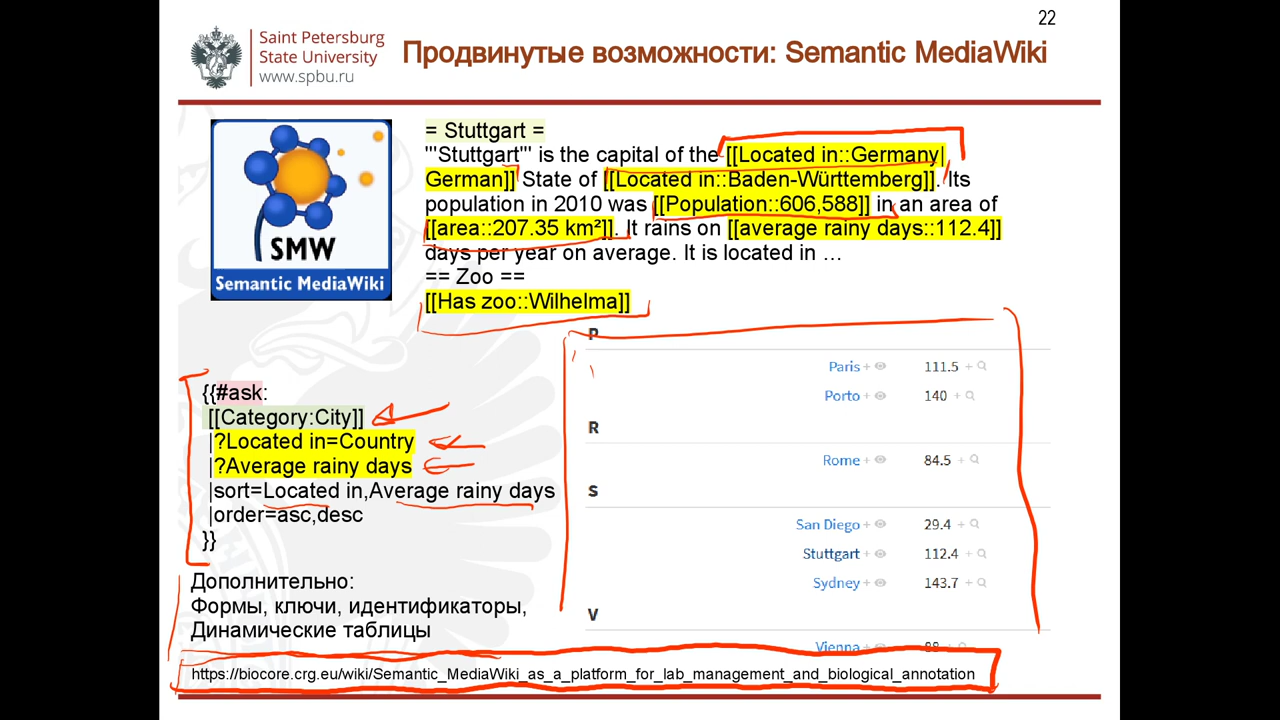 22
Saint Petersburg
State University
www.spbu.ru
Продвинутые возможности: Semantic MediaWiki
SMW
Semantic MediaWiki
= Stuttgart =
'''Stuttgart''' is the capital of the [[Located in::Germany|
German]] State of [[Located in::Baden-Württemberg]]. Its
population in 2010 was [[Population::606,588]] in an area of
[[area::207.35 km²]]. It rains on [[average rainy days::112.4]]
days per year on average. It is located in …
== Zoo ==
[[Has zoo::Wilhelma]]
{{#ask:
[[Category:City]]
|?Located in=Country
|?Average rainy days
|sort=Located in,Average rainy days
|order=asc,desc
}}
P
Paris + 111.5 +
Porto + 140 +
R
Rome + 84.5 +
S
San Diego + 29.4 +
Stuttgart + 112.4 +
Sydney + 143.7 +
V
Vienna + 88 +
Дополнительно:
Формы, ключи, идентификаторы,
Динамические таблицы
https://biocore.crg.eu/wiki/Semantic_MediaWiki_as_a_platform_for_lab_management_and_biological_annotation